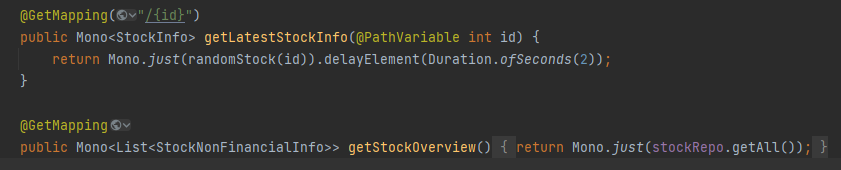 @GetMapping("/{id}")
public Mono<StockInfo> getLatestStockInfo(@PathVariable int id) {
return Mono.just(randomStock(id)).delayElement(Duration.ofSeconds(2));
}
@GetMapping
public Mono<List<StockNonFinancialInfo>> getStockOverview() { return Mono.just(stockRepo.getAll()); }